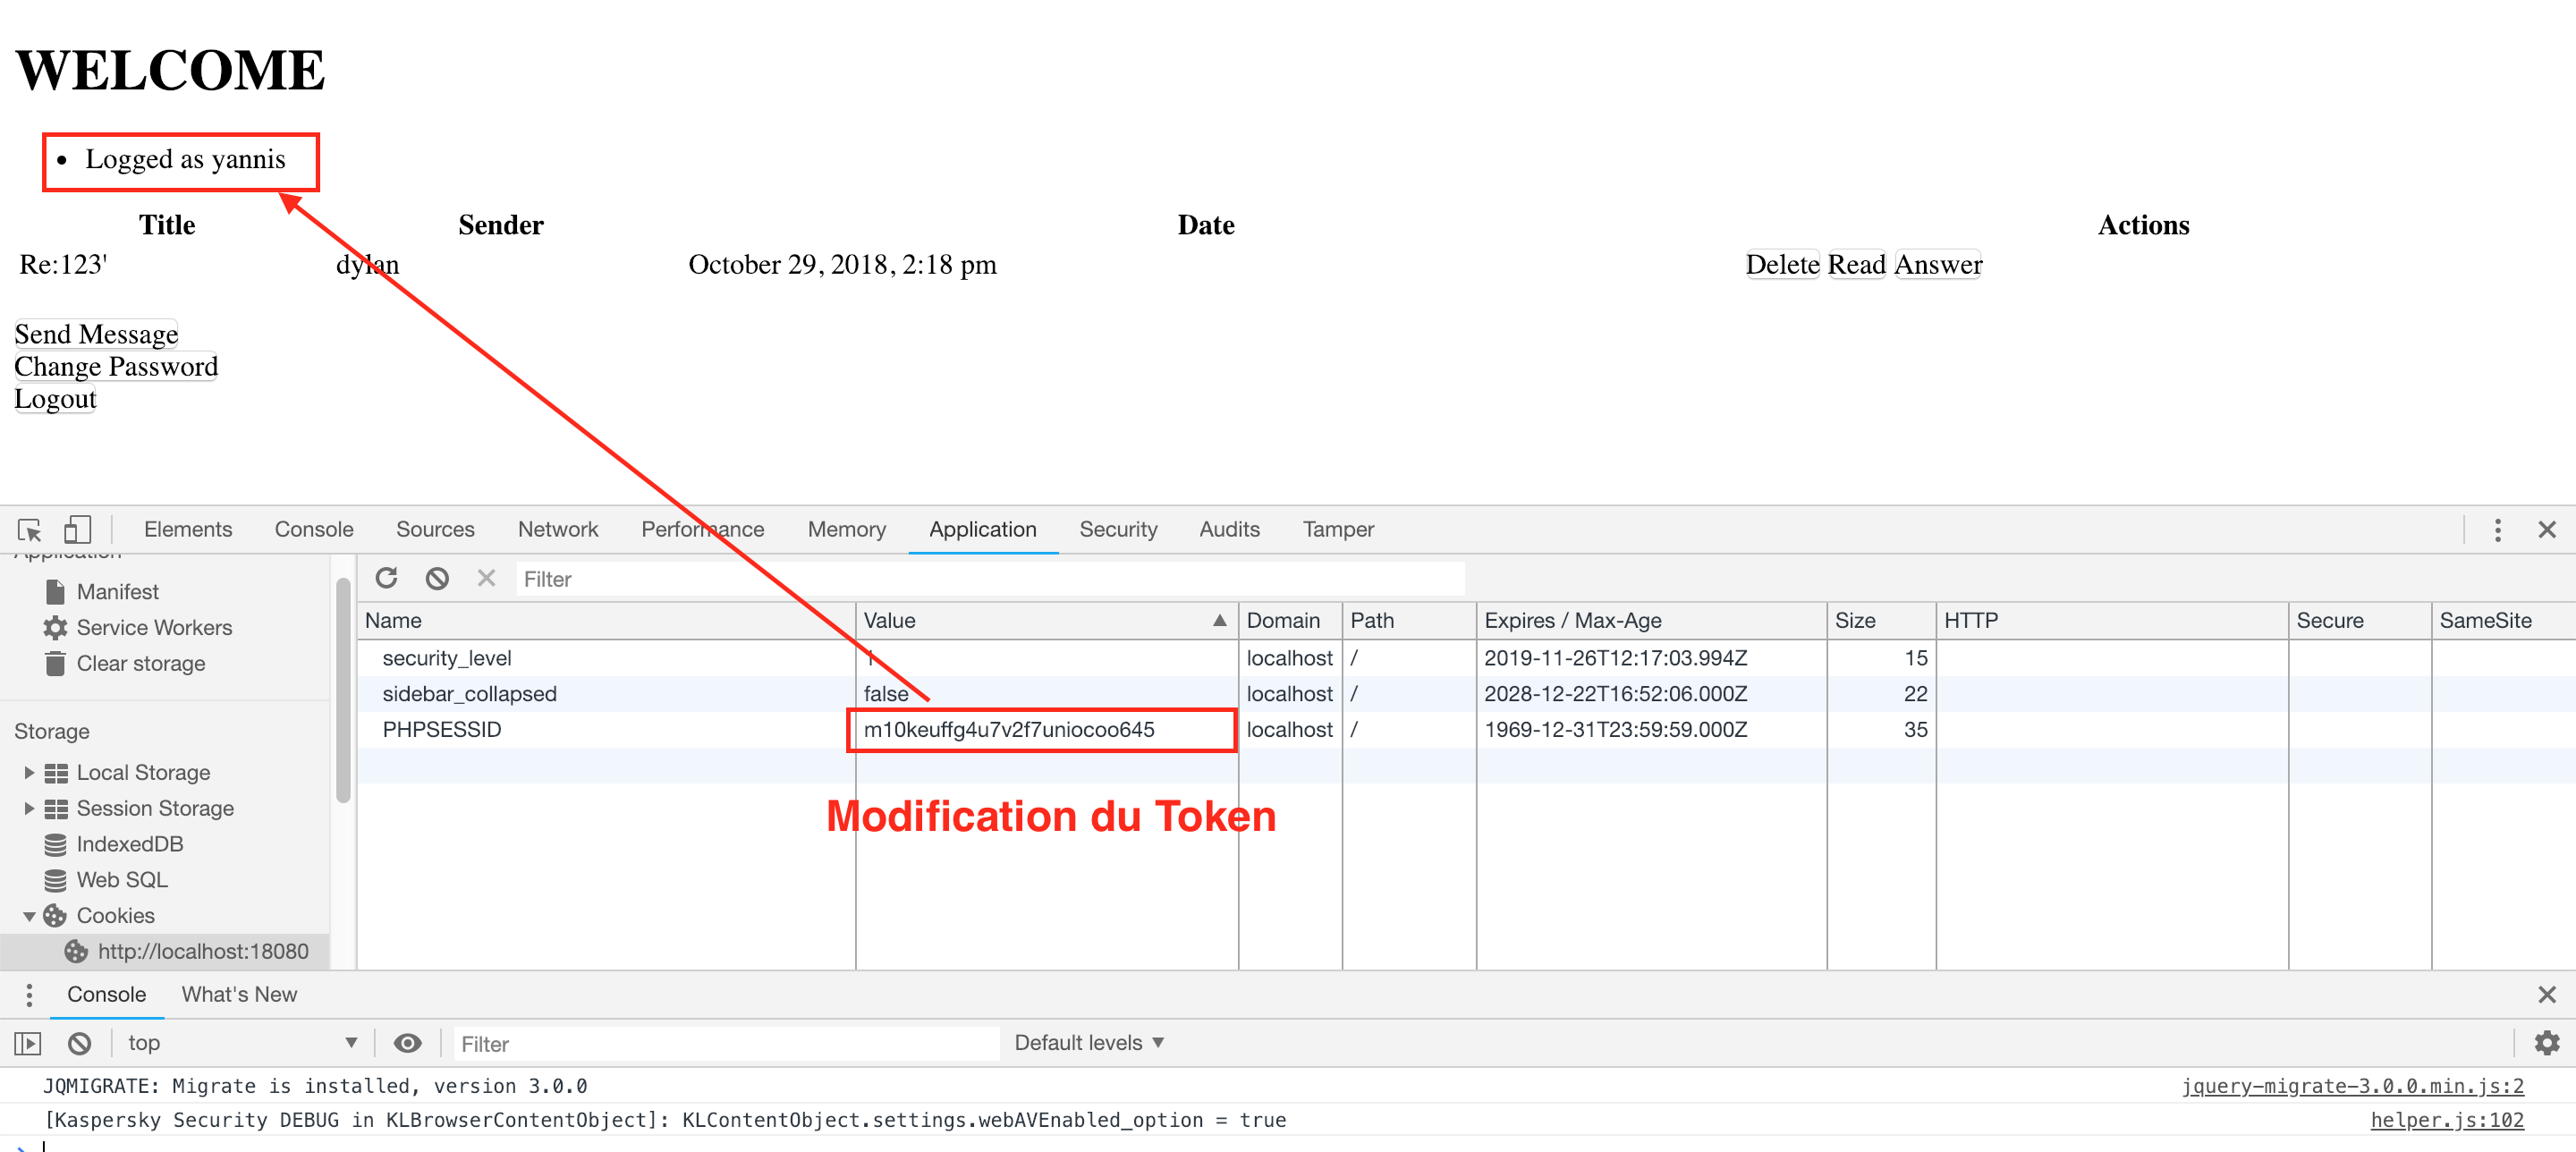 WELCOME
• Logged as yannis
Title Sender Date Actions
Re:123' dylan October 29, 2018, 2:18 pm Delete Read Answer
Send Message
Change Password
Logout
Elements Console Sources Network Performance Memory Application Security Audits Tamper
Application
Manifest
Service Workers
Clear storage
Storage
Local Storage
Session Storage
IndexedDB
Web SQL
Cookies
http://localhost:18080
Filter
Name Value Domain Path Expires / Max-Age Size HTTP Secure SameSite
security_level 1 localhost / 2019-11-26T12:17:03.994Z 15
sidebar_collapsed false localhost / 2028-12-22T16:52:06.000Z 22
PHPSESSID m10keuffg4u7v2f7uniocoo645 localhost / 1969-12-31T23:59:59.000Z 35
Modification du Token
Console What's New
top Filter Default levels
JQMIGRATE: Migrate is installed, version 3.0.0 jquery-migrate-3.0.0.min.js:2
[Kaspersky Security DEBUG in KLBrowserContentObject]: KLContentObject.settings.webAVEnabled_option = true helper.js:102